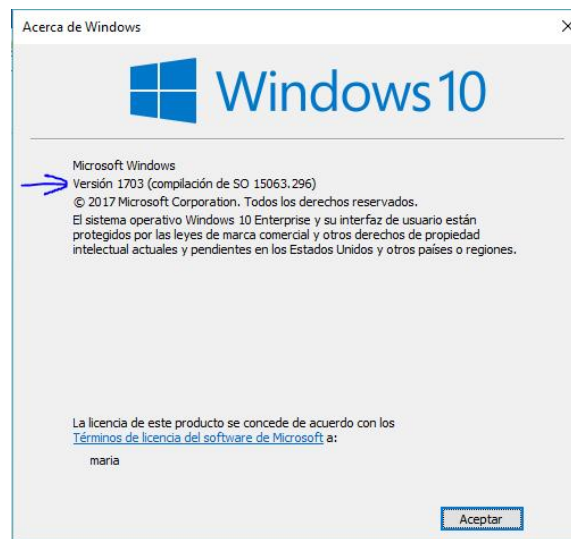 Acerca de Windows
Windows 10
Microsoft Windows
Versión 1703 (compilación de SO 15063.296)
© 2017 Microsoft Corporation. Todos los derechos reservados.
El sistema operativo Windows 10 Enterprise y su interfaz de usuario están
protegidos por las leyes de marca comercial y otros derechos de propiedad
intelectual actuales y pendientes en los Estados Unidos y otros países o regiones.
La licencia de este producto se concede de acuerdo con los
Términos de licencia del software de Microsoft a:
maria
Aceptar